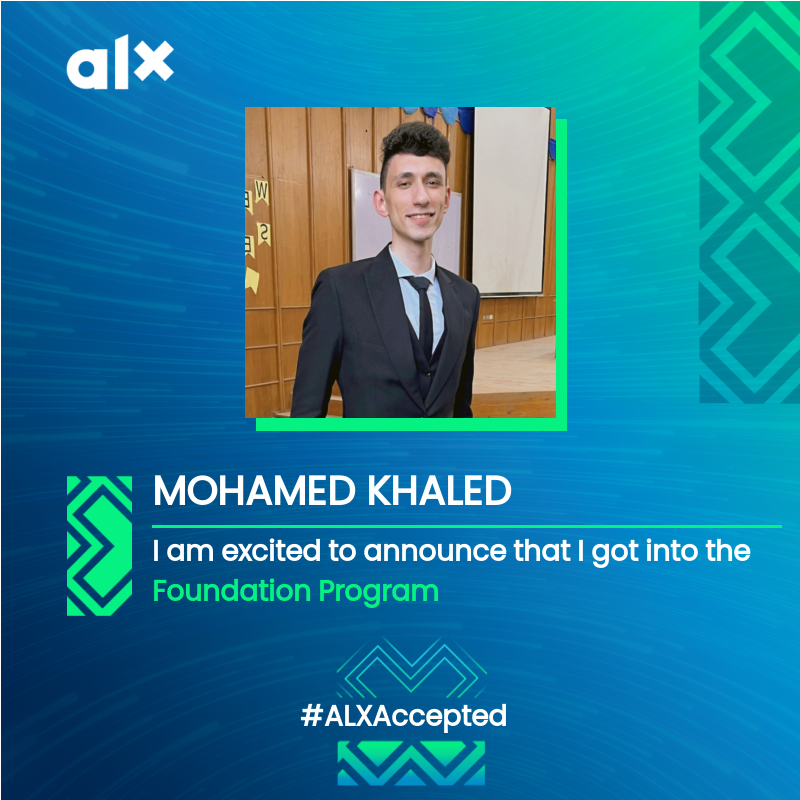 alx
W
E
S
E
MOHAMED KHALED
I am excited to announce that I got into the
Foundation Program
#ALXAccepted